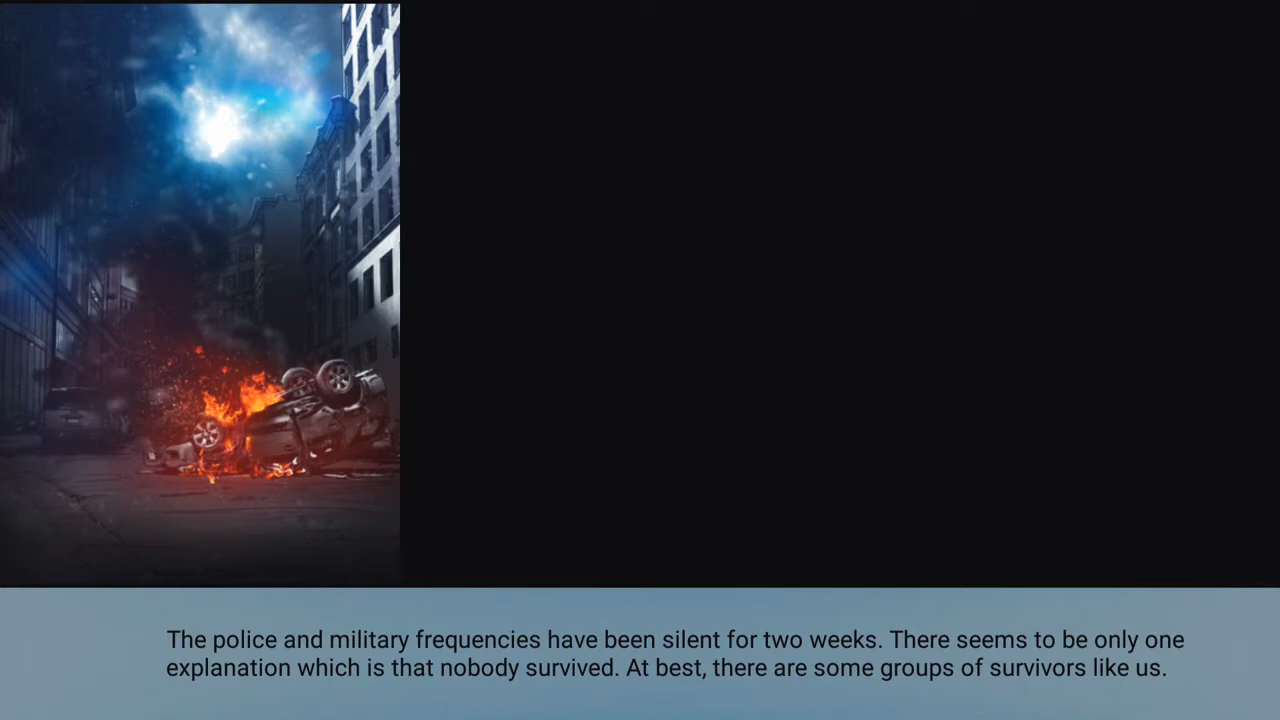 The police and military frequencies have been silent for two weeks. There seems to be only one
explanation which is that nobody survived. At best, there are some groups of survivors like us.